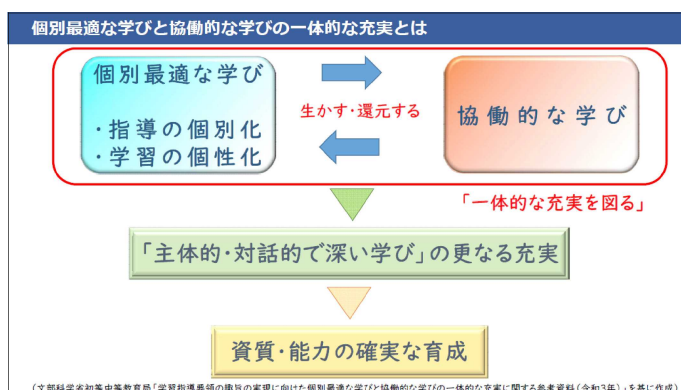 個別最適な学びと協働的な学びの一体的な充実とは
個別最適な学び
・指導の個別化
・学習の個性化
生かす・還元する
協働的な学び
「一体的な充実を図る」
「主体的・対話的で深い学び」の更なる充実
資質・能力の確実な育成
（文部科学省初等中等教育局「学習指導要領の趣旨の実現に向けた個別最適な学びと協働的な学びの一体的な充実に関する参考資料（令和3年）」を基に作成）